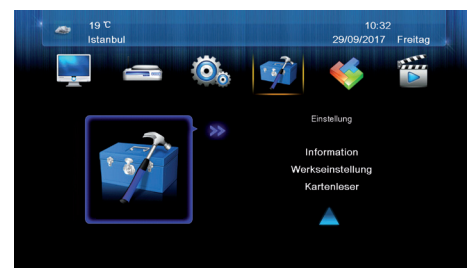 19 ℃ 10:32
Istanbul 29/09/2017 Freitag
Einstellung
Information
Werkseinstellung
Kartenleser